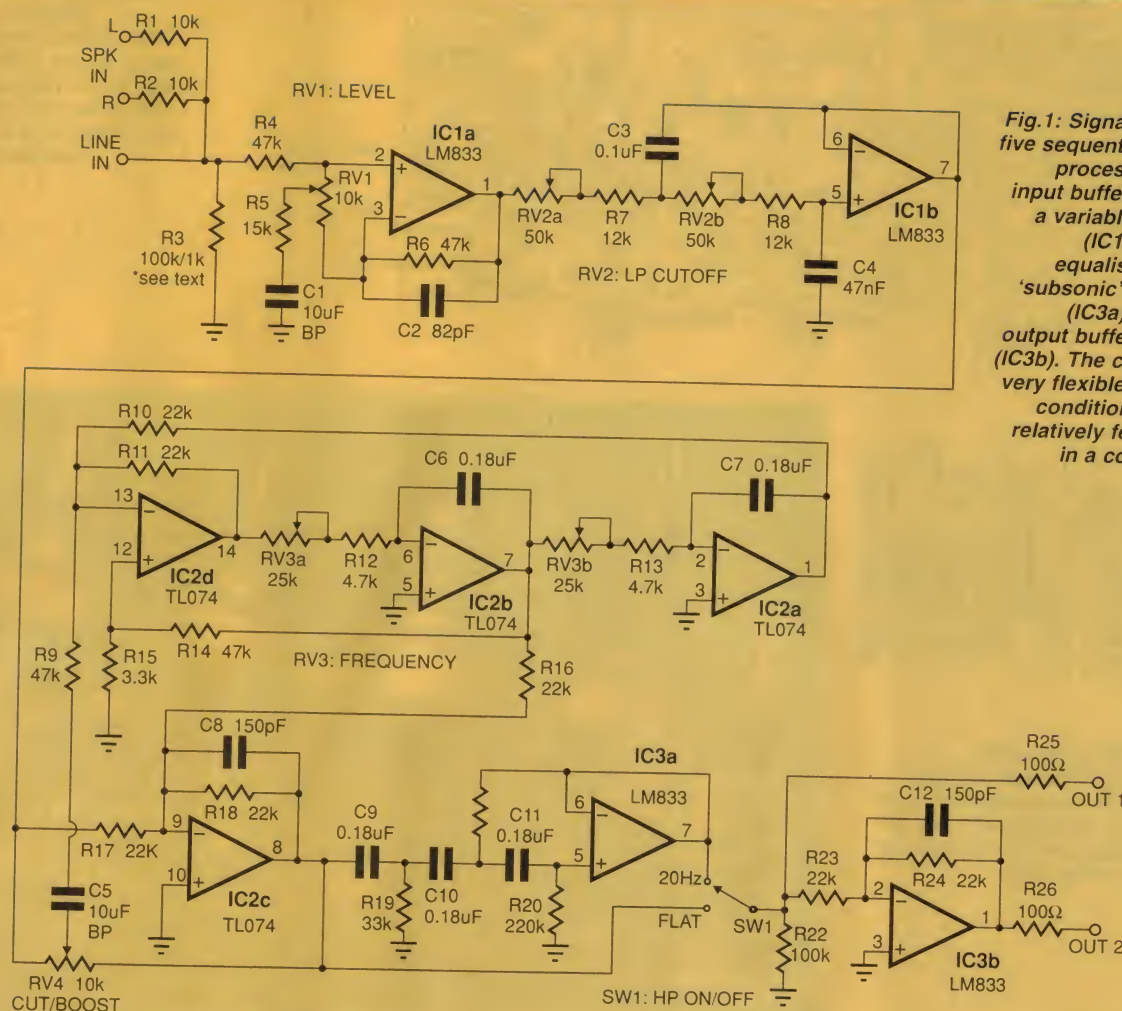 L
R1 10k
SPK
IN
R2 10k
R
LINE
IN
R3
100k/1k
*see text
RV1: LEVEL
R4
47k
R5
15k
RV1
10k
C1
10uF
BP
IC1a
LM833
2
+
3
−
1
R6 47k
C2 82pF
RV2a
50k
R7
12k
C3
0.1uF
RV2b
50k
R8
12k
RV2: LP CUTOFF
6
−
5
+
7
IC1b
LM833
C4
47nF
Fig.1: Signa
five sequent
proces
input buffe
a variabl
(IC1
equalis
'subsonic'
(IC3a)
output buffe
(IC3b). The c
very flexible
condition
relatively fe
in a co
R10 22k
R11 22k
13
−
12
+
14
IC2d
TL074
RV3a
25k
R12
4.7k
C6 0.18uF
6
−
5
+
7
IC2b
TL074
RV3b
25k
R13
4.7k
C7 0.18uF
2
−
3
+
1
IC2a
TL074
R9
47k
R15
3.3k
R14 47k
RV3: FREQUENCY
R16
22k
C8 150pF
R18 22k
R17 22K
9
−
10
+
8
IC2c
TL074
C5
10uF
BP
RV4 10k
CUT/BOOST
C9
0.18uF
R19
33k
C10
0.18uF
C11
0.18uF
R20
220k
IC3a
LM833
6
−
5
+
7
20Hz
FLAT
SW1
SW1: HP ON/OFF
R22
100k
R23
22k
C12 150pF
R24 22k
2
−
3
+
1
IC3b
LM833
R25
100Ω
OUT 1
R26
100Ω
OUT 2